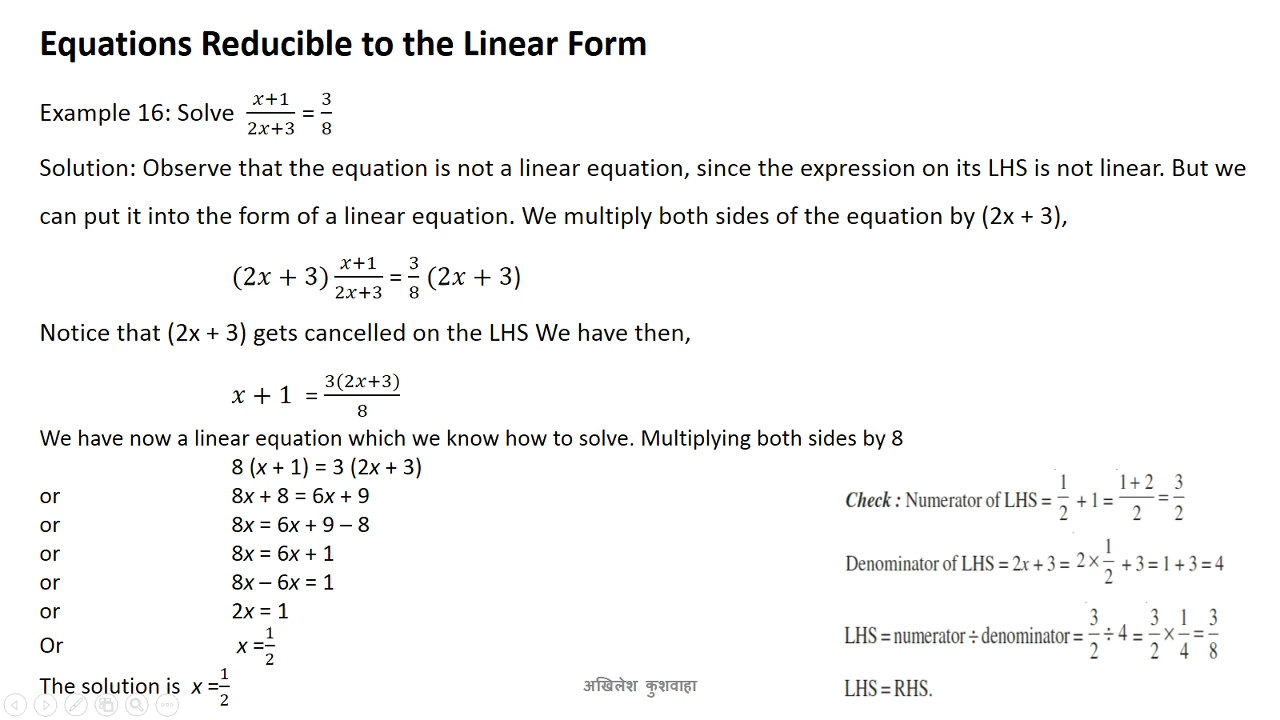 Equations Reducible to the Linear Form
Example 16: Solve (x+1)/(2x+3) = 3/8
Solution: Observe that the equation is not a linear equation, since the expression on its LHS is not linear. But we
can put it into the form of a linear equation. We multiply both sides of the equation by (2x + 3),
(2x + 3) (x+1)/(2x+3) = 3/8 (2x + 3)
Notice that (2x + 3) gets cancelled on the LHS We have then,
x + 1 = 3(2x+3)/8
We have now a linear equation which we know how to solve. Multiplying both sides by 8
8 (x + 1) = 3 (2x + 3)
or 8x + 8 = 6x + 9
or 8x = 6x + 9 – 8
or 8x = 6x + 1
or 8x – 6x = 1
or 2x = 1
Or x =1/2
The solution is x =1/2
Check : Numerator of LHS = 1/2 + 1 = (1+2)/2 = 3/2
Denominator of LHS = 2x + 3 = 2 × 1/2 + 3 = 1 + 3 = 4
LHS = numerator ÷ denominator = 3/2 ÷ 4 = 3/2 × 1/4 = 3/8
LHS = RHS.
अखिलेश कुशवाहा